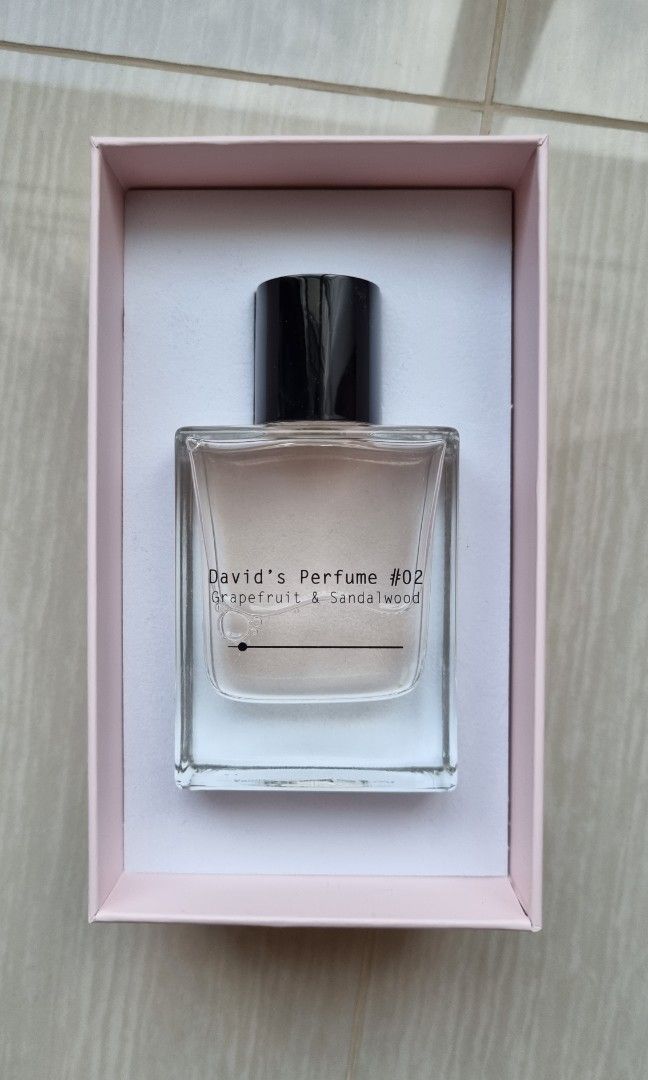 David's Perfume #02
Grapefruit & Sandalwood